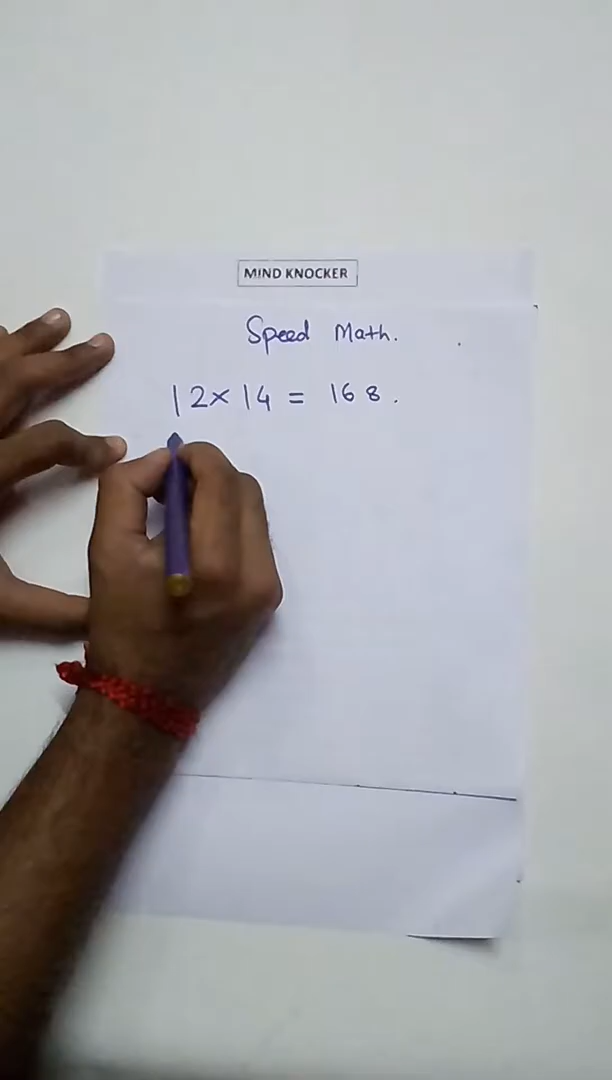 MIND KNOCKER
Speed Math.
12 × 14 = 168.